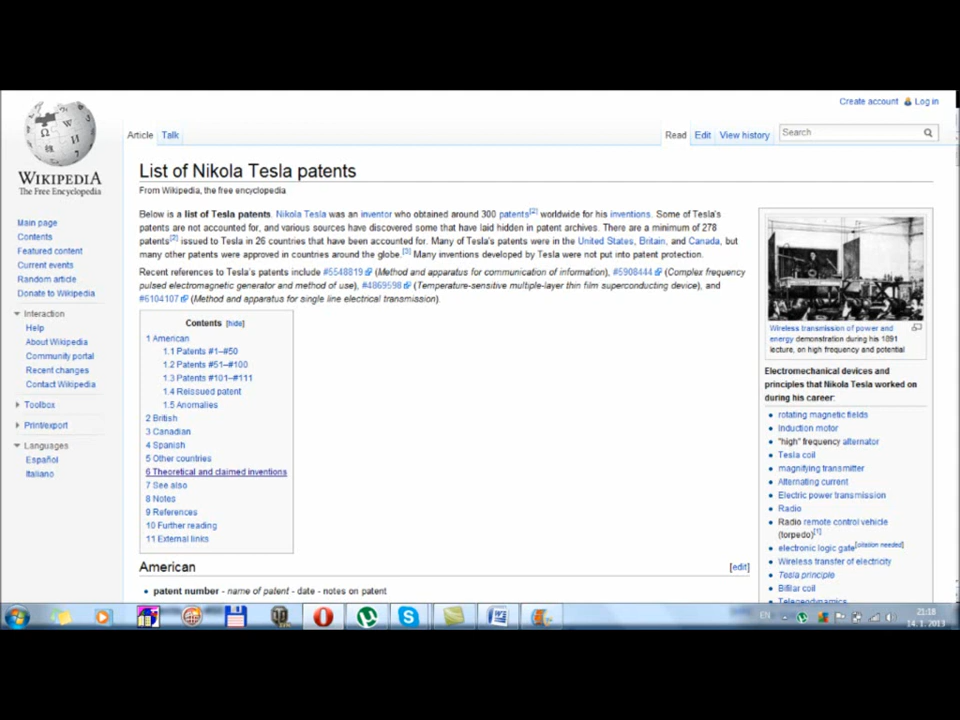 Create account Log in
WIKIPEDIA
The Free Encyclopedia
Article Talk Read Edit View history Search
List of Nikola Tesla patents
From Wikipedia, the free encyclopedia
Below is a list of Tesla patents. Nikola Tesla was an inventor who obtained around 300 patents[2] worldwide for his inventions. Some of Tesla's
patents are not accounted for, and various sources have discovered some that have laid hidden in patent archives. There are a minimum of 278
patents[2] issued to Tesla in 26 countries that have been accounted for. Many of Tesla's patents were in the United States, Britain, and Canada, but
many other patents were approved in countries around the globe.[3] Many inventions developed by Tesla were not put into patent protection.
Recent references to Tesla's patents include #5548819 (Method and apparatus for communication of information), #5908444 (Complex frequency
pulsed electromagnetic generator and method of use), #4869598 (Temperature-sensitive multiple-layer thin film superconducting device), and
#6104107 (Method and apparatus for single line electrical transmission).
Main page
Contents
Featured content
Current events
Random article
Donate to Wikipedia
Interaction
Help
About Wikipedia
Community portal
Recent changes
Contact Wikipedia
Toolbox
Print/export
Languages
Español
Italiano
Contents [hide]
1 American
1.1 Patents #1–#50
1.2 Patents #51–#100
1.3 Patents #101–#111
1.4 Reissued patent
1.5 Anomalies
2 British
3 Canadian
4 Spanish
5 Other countries
6 Theoretical and claimed inventions
7 See also
8 Notes
9 References
10 Further reading
11 External links
American [edit]
patent number - name of patent - date - notes on patent
Wireless transmission of power and
energy demonstration during his 1891
lecture, on high frequency and potential
Electromechanical devices and
principles that Nikola Tesla worked on
during his career:
rotating magnetic fields
Induction motor
"high" frequency alternator
Tesla coil
magnifying transmitter
Alternating current
Electric power transmission
Radio
Radio remote control vehicle
(torpedo)[1]
electronic logic gate[citation needed]
Wireless transfer of electricity
Tesla principle
Bifilar coil
Telegeodynamics
EN 21:18
14. 1. 2013